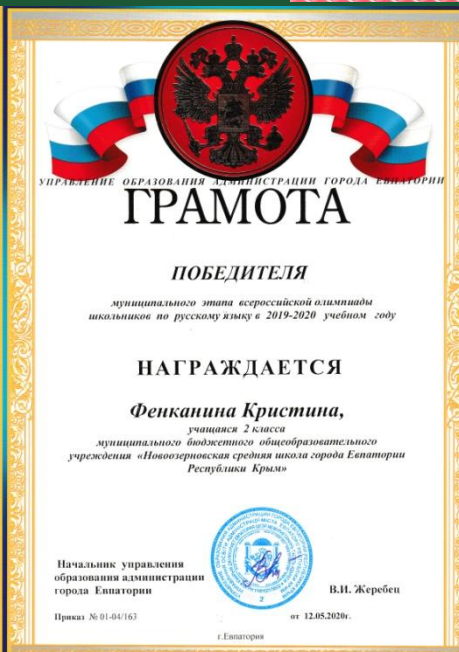 УПРАВЛЕНИЕ ОБРАЗОВАНИЯ АДМИНИСТРАЦИИ ГОРОДА ЕВПАТОРИИ
ГРАМОТА
ПОБЕДИТЕЛЯ
муниципального этапа всероссийской олимпиады
школьников по русскому языку в 2019-2020 учебном году
НАГРАЖДАЕТСЯ
Фенканина Кристина,
учащаяся 2 класса
муниципального бюджетного общеобразовательного
учреждения «Новоозерновская средняя школа города Евпатории
Республики Крым»
Начальник управления
образования администрации
города Евпатории
В.И. Жеребец
Приказ № 01-04/163
от 12.05.2020г.
г.Евпатория
2